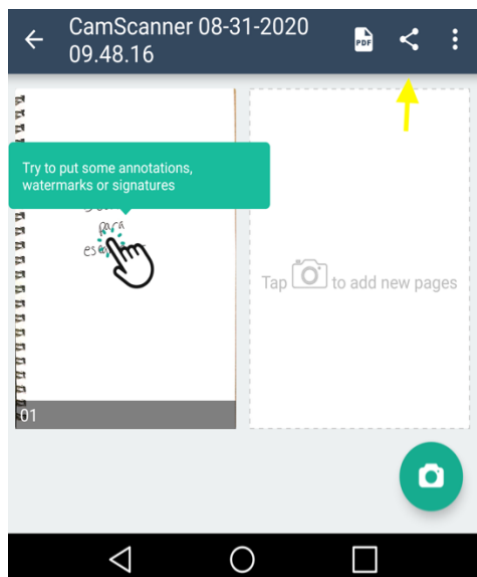 CamScanner 08-31-2020
09.48.16
PDF
Try to put some annotations,
watermarks or signatures
para
Tap to add new pages
01